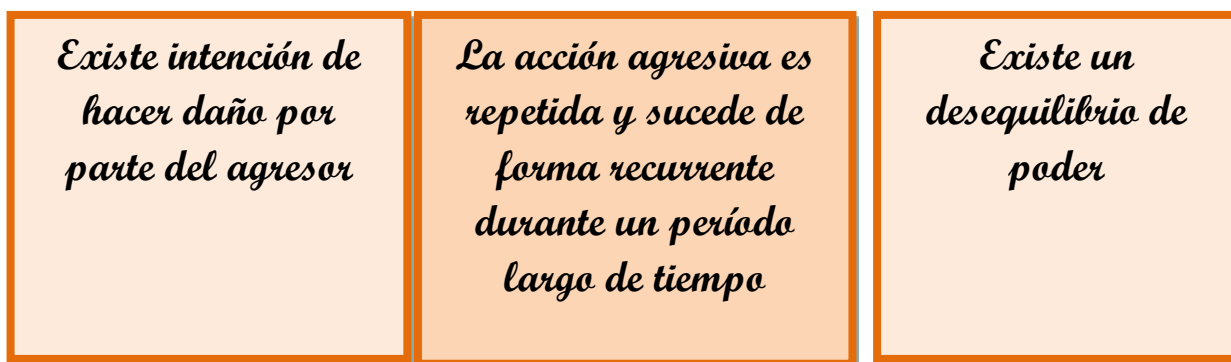 Existe intención de
hacer daño por
parte del agresor
La acción agresiva es
repetida y sucede de
forma recurrente
durante un período
largo de tiempo
Existe un
desequilibrio de
poder